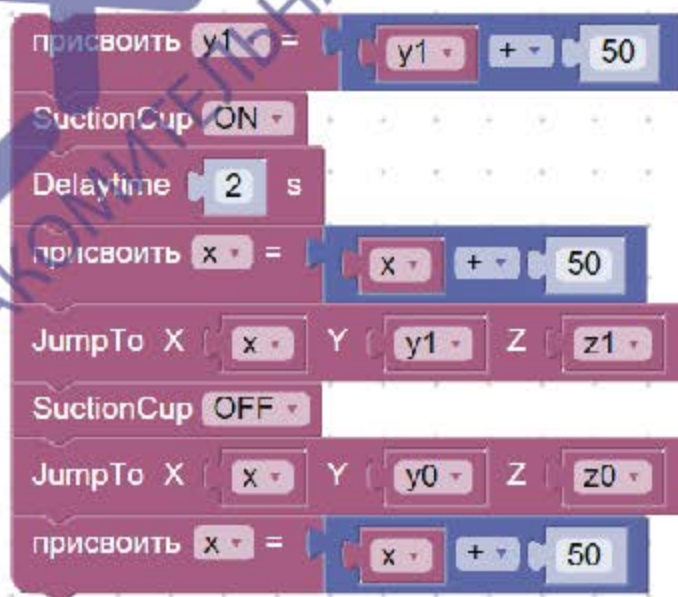 присвоить y1 = y1 + 50
SuctionCup ON
Delaytime 2 s
присвоить x = x + 50
JumpTo X x Y y1 Z z1
SuctionCup OFF
JumpTo X x Y y0 Z z0
присвоить x = x + 50